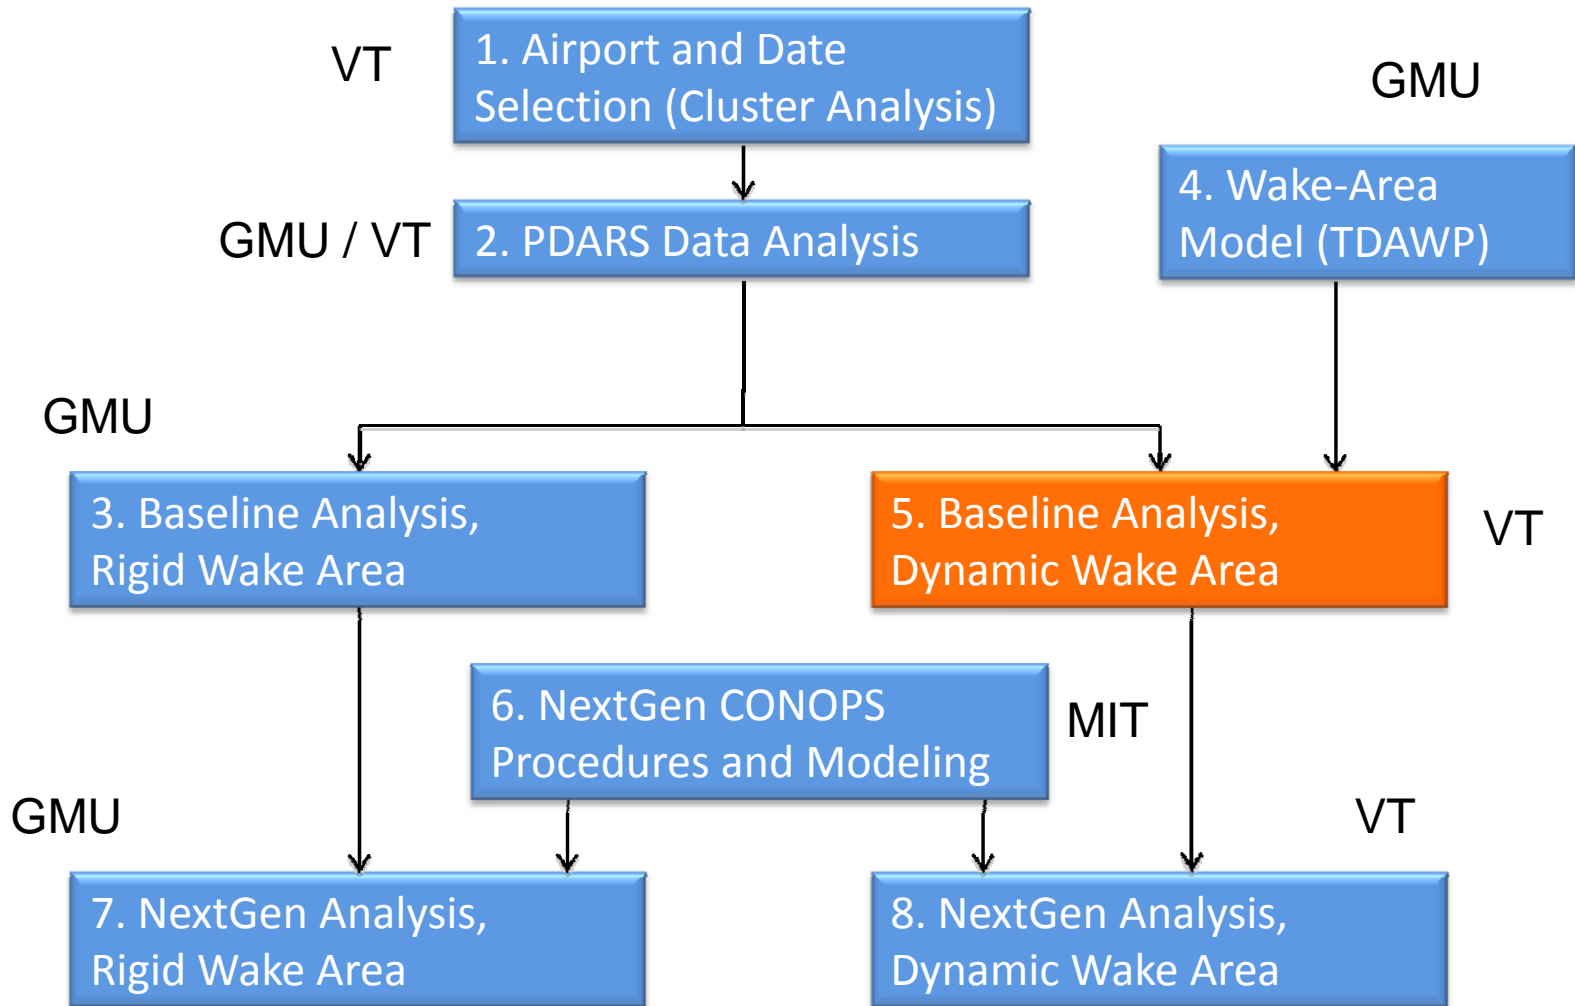 VT
1. Airport and Date
Selection (Cluster Analysis)
GMU
4. Wake-Area
Model (TDAWP)
GMU / VT
2. PDARS Data Analysis
GMU
3. Baseline Analysis,
Rigid Wake Area
5. Baseline Analysis,
Dynamic Wake Area
VT
6. NextGen CONOPS
Procedures and Modeling
MIT
GMU
7. NextGen Analysis,
Rigid Wake Area
VT
8. NextGen Analysis,
Dynamic Wake Area